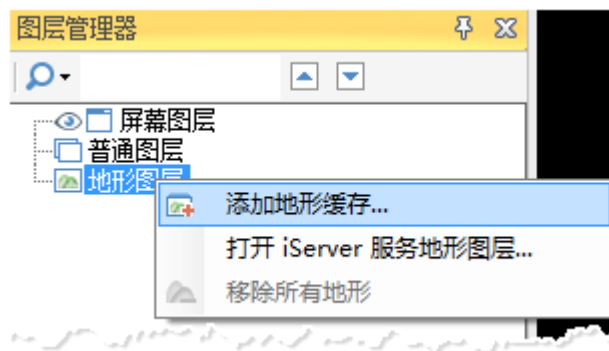 图层管理器
屏幕图层
普通图层
地形图层
添加地形缓存...
打开 iServer 服务地形图层...
移除所有地形